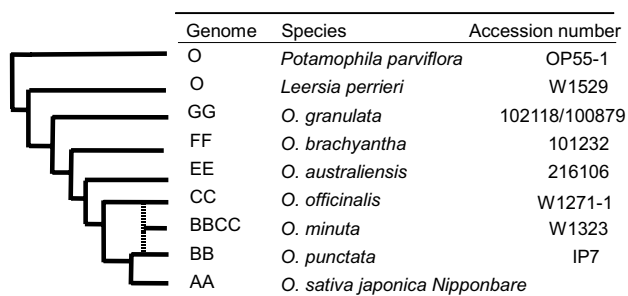 Genome Species Accession number
O Potamophila parviflora OP55-1
O Leersia perrieri W1529
GG O. granulata 102118/100879
FF O. brachyantha 101232
EE O. australiensis 216106
CC O. officinalis W1271-1
BBCC O. minuta W1323
BB O. punctata IP7
AA O. sativa japonica Nipponbare